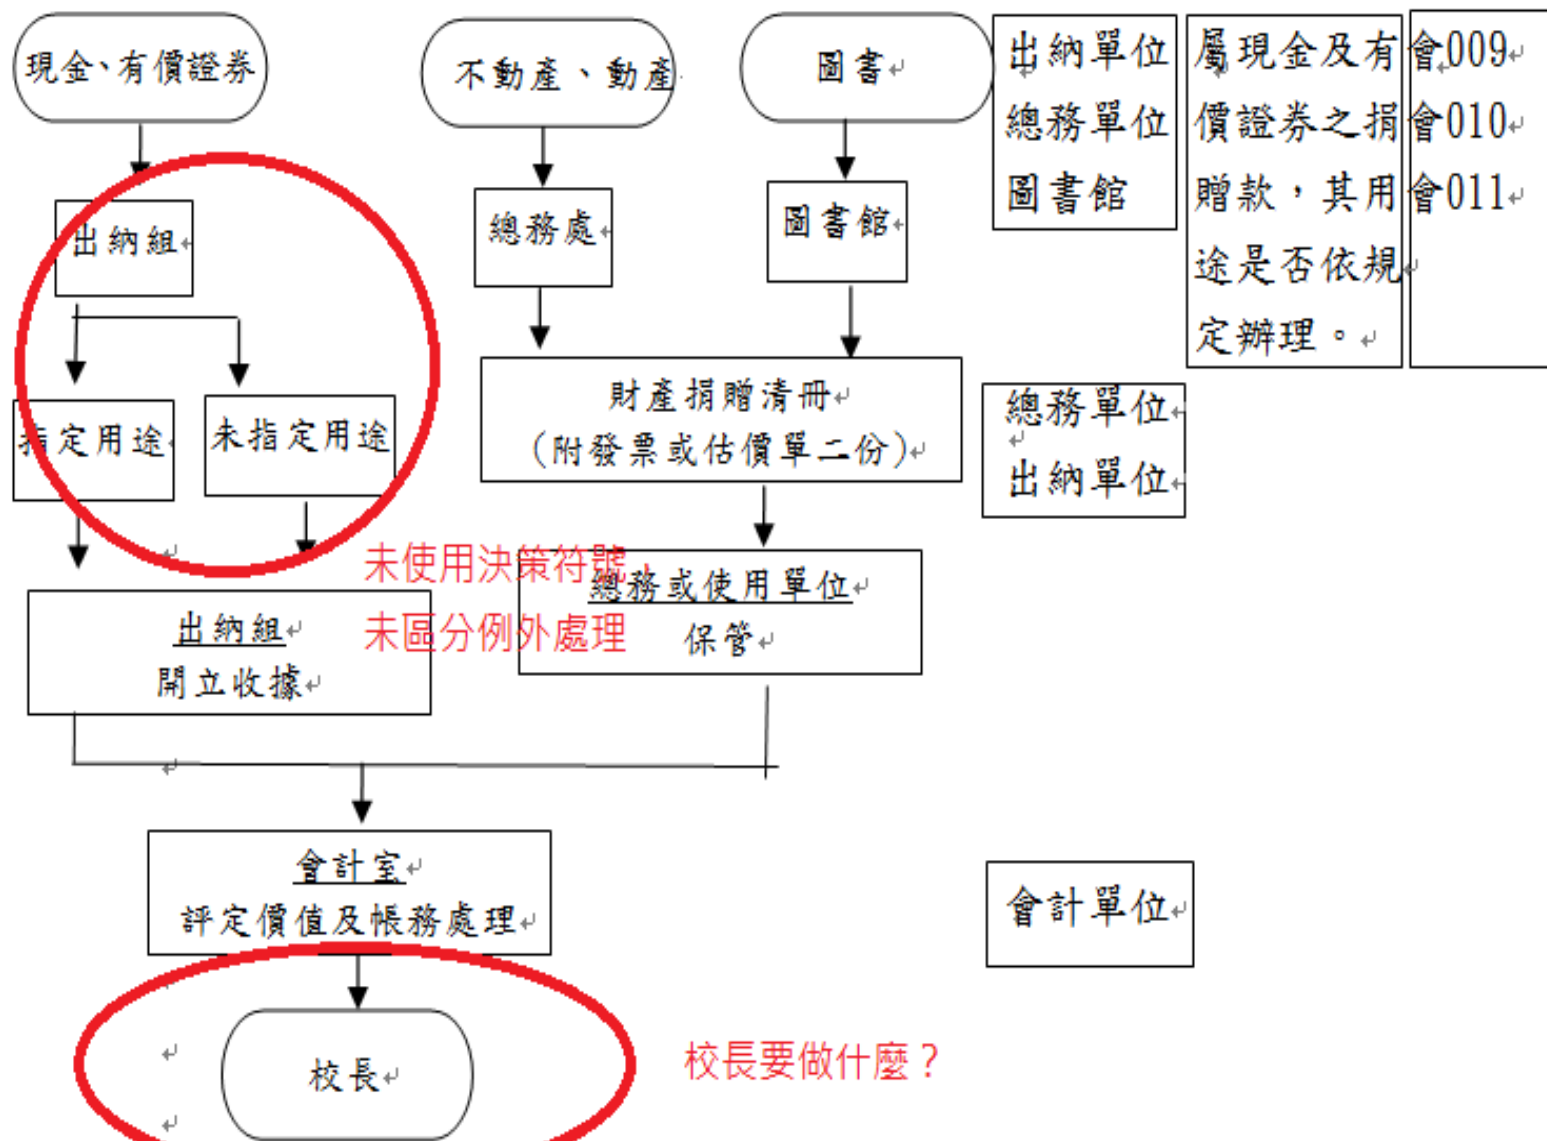 現金、有價證券
不動產、動產
圖書
出納單位
總務單位
圖書館
屬現金及有
價證券之捐
贈款，其用
途是否依規
定辦理。
會009
會010
會011
出納組
總務處
圖書館
指定用途
未指定用途
財產捐贈清冊
(附發票或估價單二份)
總務單位
出納單位
未使用決策符號，
未區分例外處理
出納組
開立收據
總務或使用單位
保管
會計室
評定價值及帳務處理
會計單位
校長
校長要做什麼？